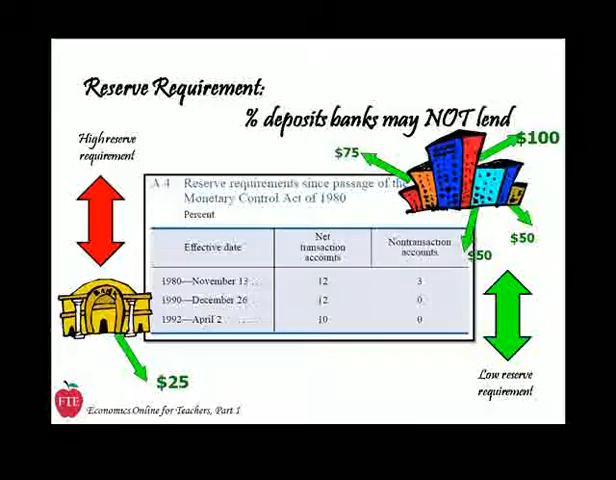 Reserve Requirement:
% deposits banks may NOT lend
High reserve
requirement
$75
$100
A.4 Reserve requirements since passage of the
Monetary Control Act of 1980
Percent
$50
$50
Effective date
Net
transaction
accounts
Nontransaction
accounts
1980—November 13 . . 12 3
1990—December 26 . . 12 0
1992—April 2 . . . . . . . . 10 0
BANK
$25
Low reserve
requirement
FTE
Economics Online for Teachers, Part 1